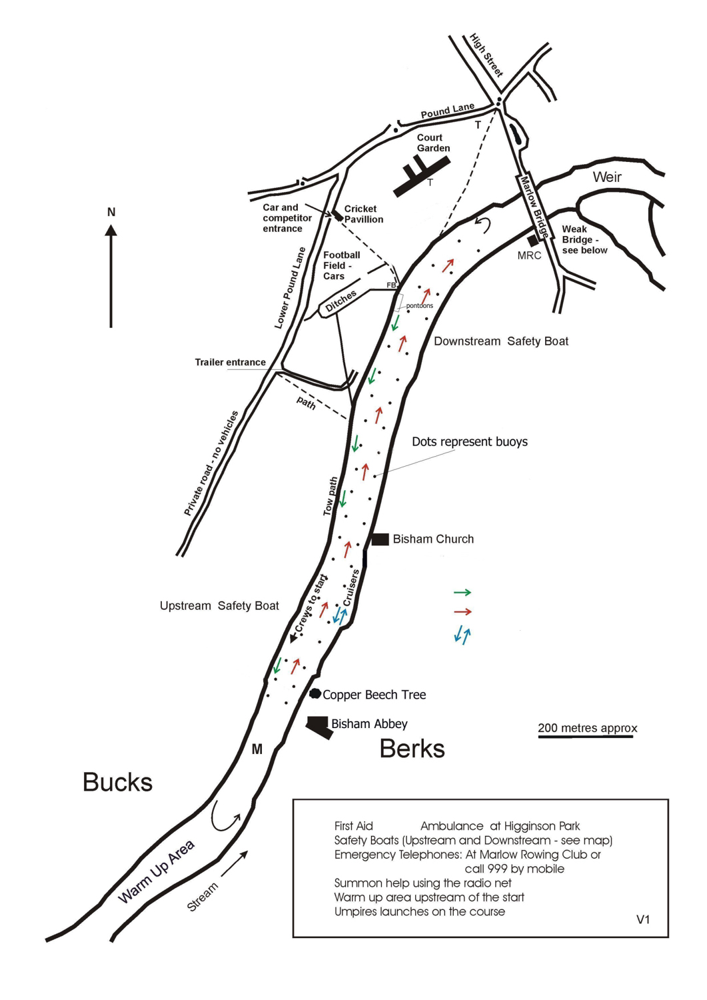 High Street
Pound Lane
T
Court
Garden
T
Weir
Marlow Bridge
N
Car and
competitor
entrance
Cricket
Pavillion
Weak
Bridge -
see below
MRC
Football
Field -
Cars
Lower Pound Lane
FB
Ditches
pontoons
Downstream Safety Boat
Trailer entrance
path
Private road - no vehicles
Dots represent buoys
Tow path
Bisham Church
Crews to start
Cruisers
Upstream Safety Boat
Copper Beech Tree
Bisham Abbey
200 metres approx
M
Berks
Bucks
Warm Up Area
Stream
First Aid Ambulance at Higginson Park
Safety Boats (Upstream and Downstream - see map)
Emergency Telephones: At Marlow Rowing Club or
call 999 by mobile
Summon help using the radio net
Warm up area upstream of the start
Umpires launches on the course
V1